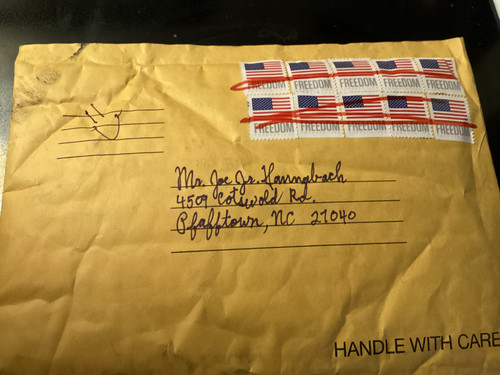 FREEDOM FREEDOM FREEDOM FREEDOM FREEDOM
FREEDOM FREEDOM FREEDOM FREEDOM FREEDOM
Mr. Joe Jr. Hanngbach
4509 Cotswold Rd.
Pfafftown, NC 27040
HANDLE WITH CARE